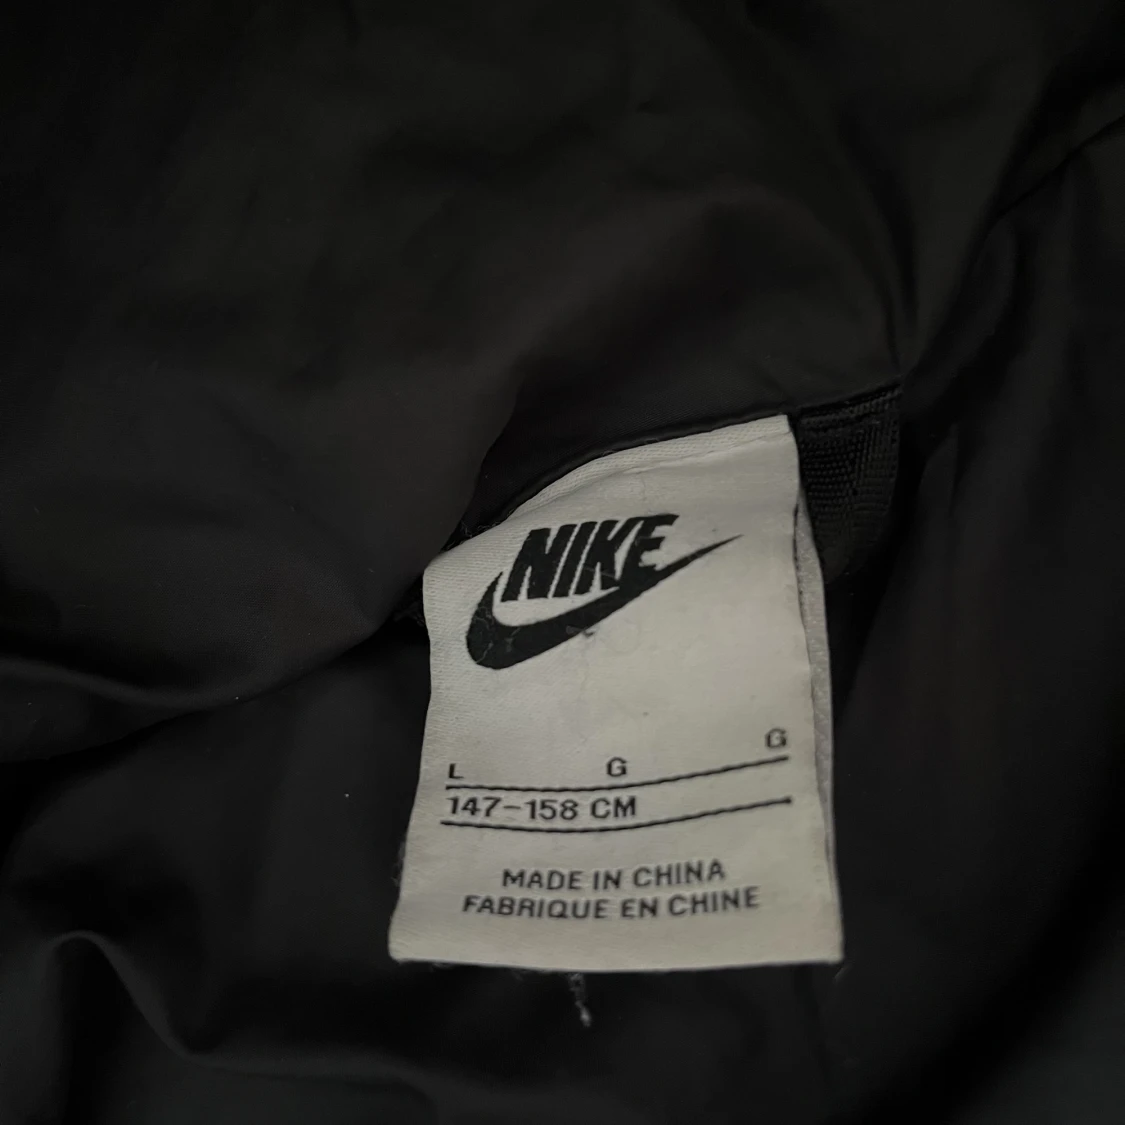 NIKE
L G G
147-158 CM
MADE IN CHINA
FABRIQUE EN CHINE